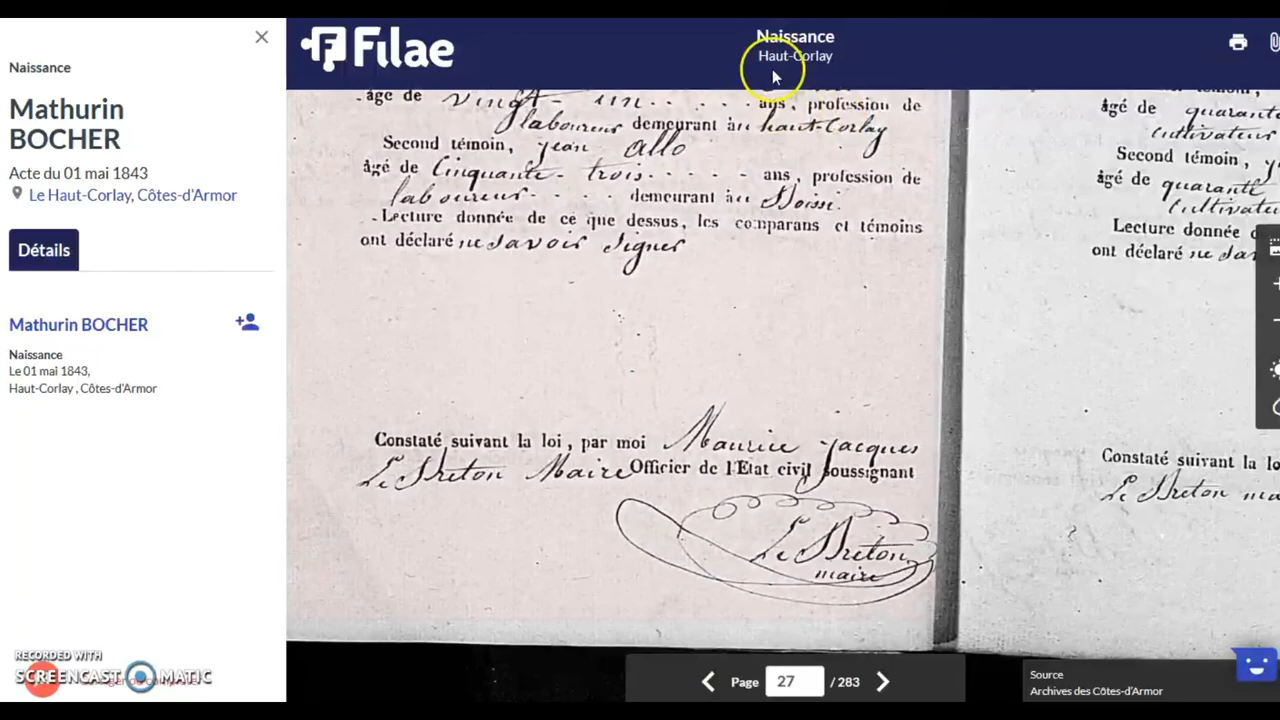 Naissance
Mathurin
BOCHER
Acte du 01 mai 1843
Le Haut-Corlay, Côtes-d'Armor
Détails
Mathurin BOCHER
Naissance
Le 01 mai 1843,
Haut-Corlay , Côtes-d'Armor
RECORDED WITH
SCREENCAST MATIC
Filae
Naissance
Haut-Corlay
âgé de vingt un ans, profession de
laboureur demeurant au haut-Corlay
Second témoin, jean allo
âgé de Cinquante trois ans, profession de
laboureur demeurant au
Lecture donnée de ce que dessus, les comparans et témoins
ont déclaré ne savoir signer
Constaté suivant la loi, par moi Maurice jacques
Le Breton Maire Officier de l'Etat civil soussignant
Le Breton
maire
âgé de quarante
cultivateur
Second témoin,
âgé de quarante
Cultivateu
Lecture donnée d
ont déclaré ne sav
Constaté suivant la lo
Le Breton ma
Page 27 / 283
Source
Archives des Côtes-d'Armor